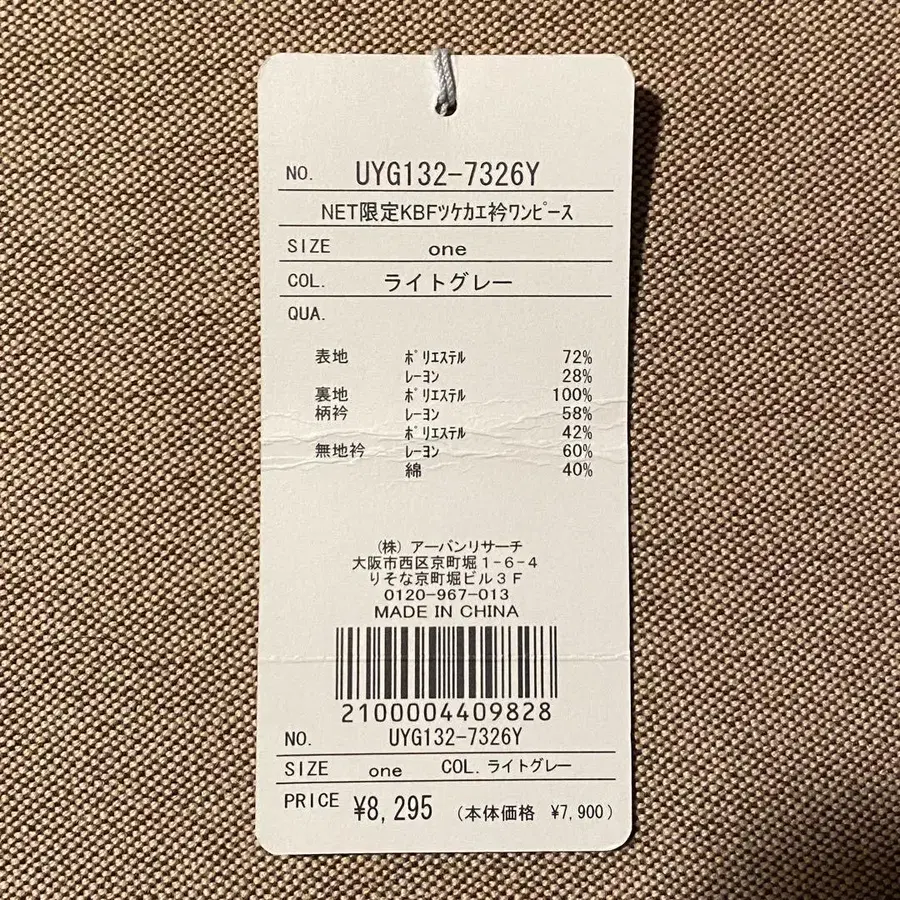 NO. UYG132-7326Y
NET限定KBFﾂｹｶｴ衿ﾜﾝﾋﾟｰｽ
SIZE one
COL. ライトグレー
QUA.
表地 ﾎﾟﾘｴｽﾃﾙ 72%
ﾚｰﾖﾝ 28%
裏地 ﾎﾟﾘｴｽﾃﾙ 100%
柄衿 ﾚｰﾖﾝ 58%
ﾎﾟﾘｴｽﾃﾙ 42%
無地衿 ﾚｰﾖﾝ 60%
綿 40%
(株) アーバンリサーチ
大阪市西区京町堀1-6-4
りそな京町堀ビル3F
0120-967-013
MADE IN CHINA
2100004409828
NO. UYG132-7326Y
SIZE one COL. ライトグレー
PRICE ¥8,295 (本体価格 ¥7,900)